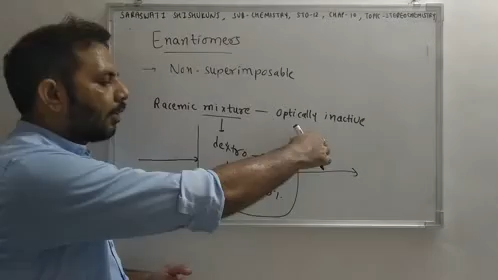 SARASWATI SHISHUKUNJ, SUB-CHEMISTRY, STD-12, CHAP-10, TOPIC-STEREOCHEMISTRY
Enantiomers
→ Non-superimposable
Racemic mixture — Optically inactive
dextro
%